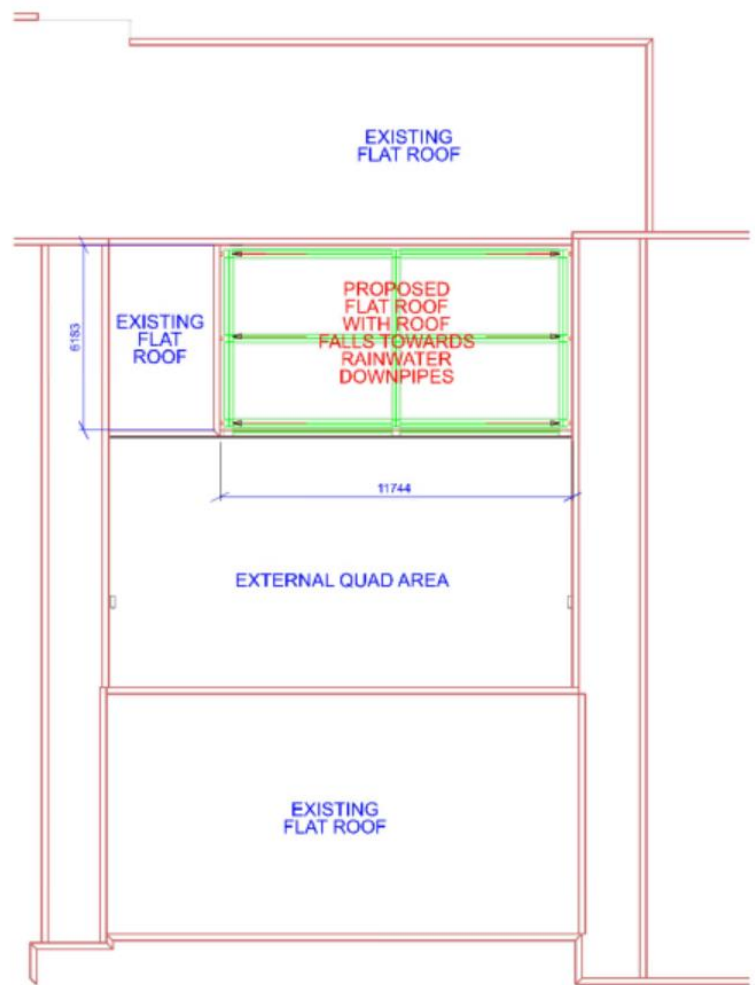 EXISTING
FLAT ROOF
EXISTING
FLAT
ROOF
6183
PROPOSED
FLAT ROOF
WITH ROOF
FALLS TOWARDS
RAINWATER
DOWNPIPES
11744
EXTERNAL QUAD AREA
EXISTING
FLAT ROOF